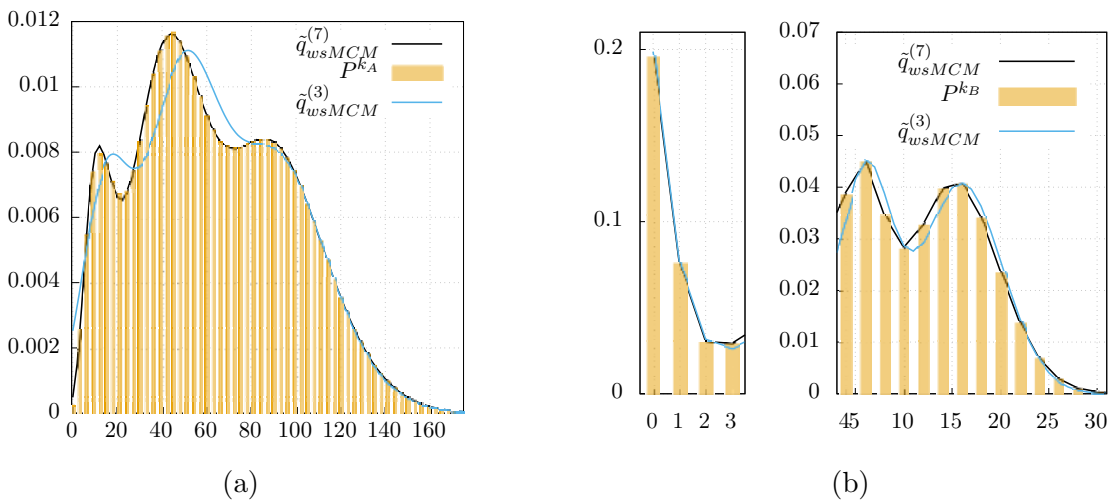 0.012
0.01
0.008
0.006
0.004
0.002
0
0 20 40 60 80 100 120 140 160
q̃^{(7)}_{wsMCM}
P^{k_A}
q̃^{(3)}_{wsMCM}
(a)
0.2
0.1
0
0 1 2 3
0.07
0.06
0.05
0.04
0.03
0.02
0.01
0.00
45 10 15 20 25 30
q̃^{(7)}_{wsMCM}
P^{k_B}
q̃^{(3)}_{wsMCM}
(b)